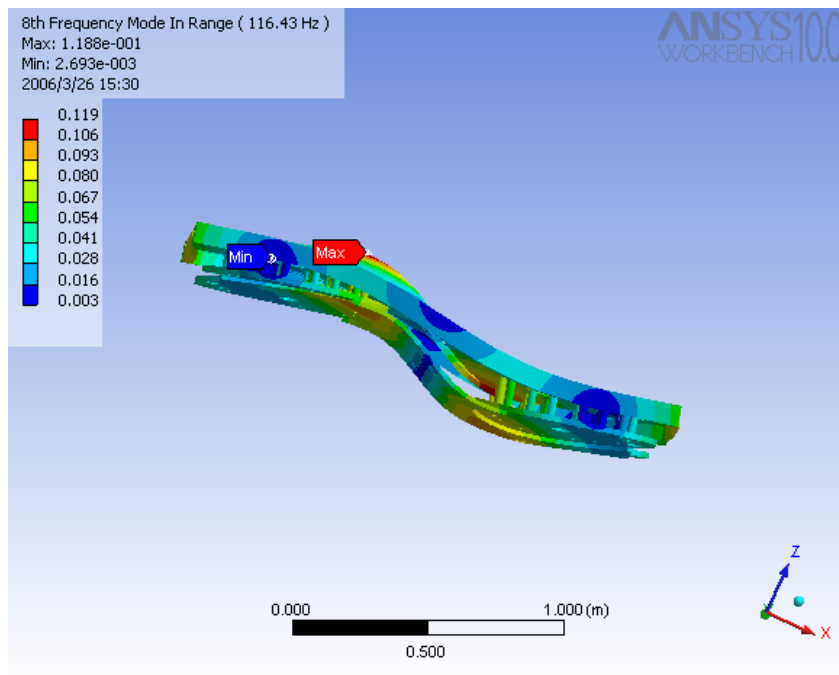 8th Frequency Mode In Range ( 116.43 Hz )
Max: 1.188e-001
Min: 2.693e-003
2006/3/26 15:30
ANSYS 10.0
WORKBENCH
0.119
0.106
0.093
0.080
0.067
0.054
0.041
0.028
0.016
0.003
Min
Max
0.000
1.000 (m)
0.500
Z
X